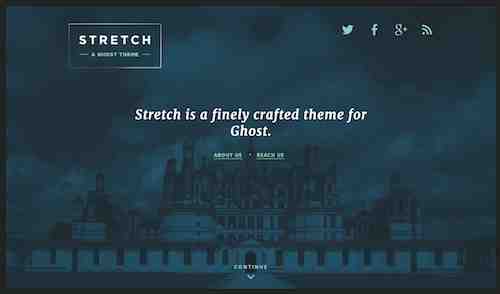 STRETCH
A GHOST THEME
Stretch is a finely crafted theme for
Ghost.
ABOUT US • REACH US
CONTINUE